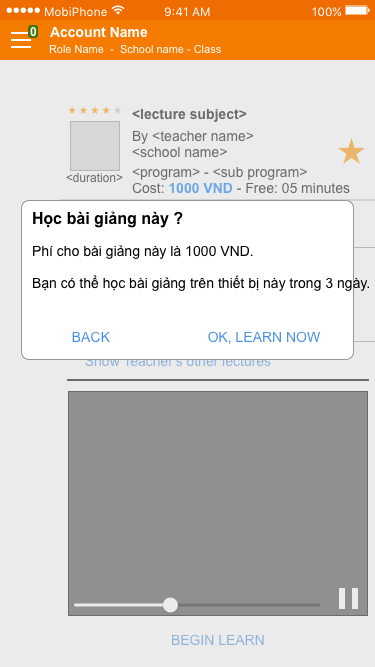 MobiPhone 9:41 AM 100%
0 Account Name
Role Name - School name - Class
<lecture subject>
By <teacher name>
<school name>
<duration> <program> - <sub program>
Cost: 1000 VND - Free: 05 minutes
Học bài giảng này ?
Phí cho bài giảng này là 1000 VND.
Bạn có thể học bài giảng trên thiết bị này trong 3 ngày.
BACK OK, LEARN NOW
Show Teacher's other lectures
BEGIN LEARN